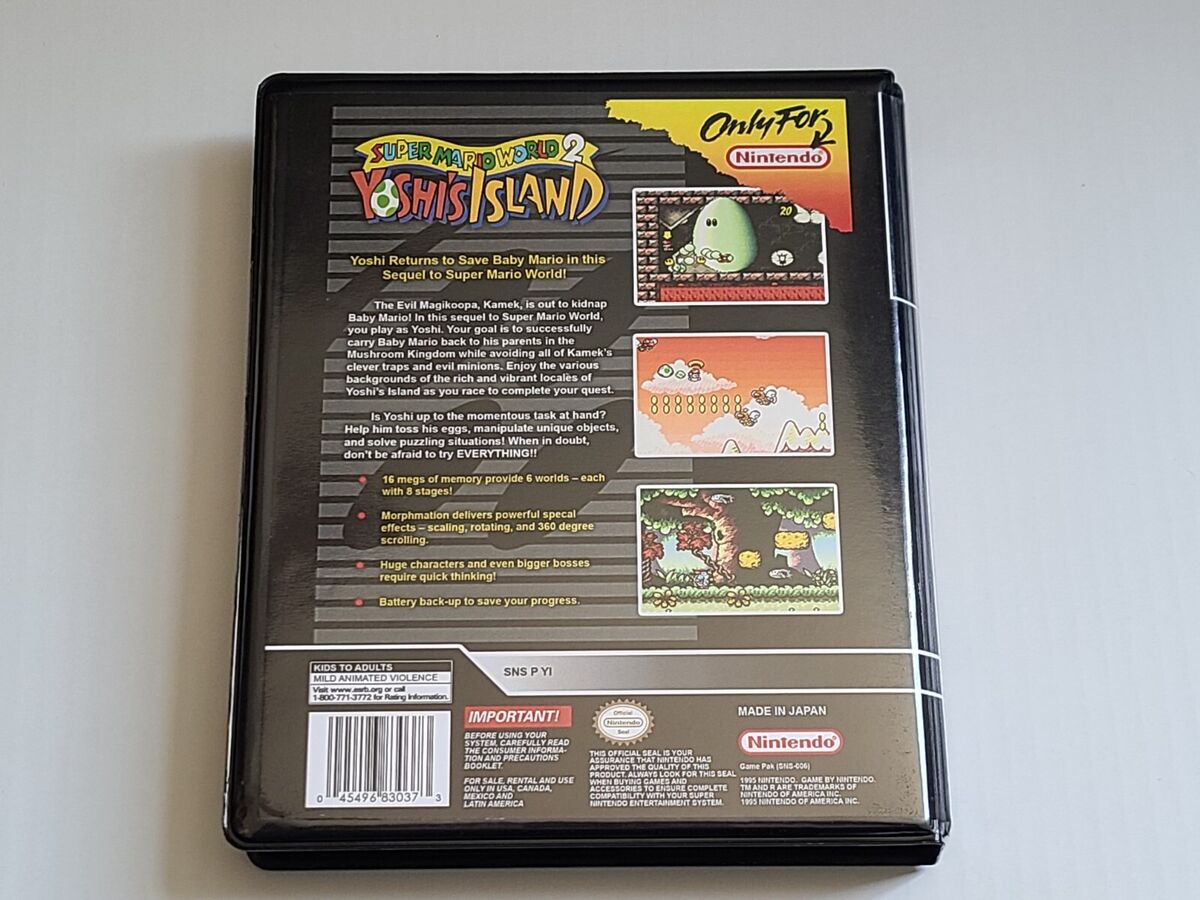 SUPER MARIO WORLD 2
YOSHI'S ISLAND
Only For
Nintendo®
20
Yoshi Returns to Save Baby Mario in this
Sequel to Super Mario World!
The Evil Magikoopa, Kamek, is out to kidnap
Baby Mario! In this sequel to Super Mario World,
you play as Yoshi. Your goal is to successfully
carry Baby Mario back to his parents in the
Mushroom Kingdom while avoiding all of Kamek's
clever traps and evil minions. Enjoy the various
backgrounds of the rich and vibrant locales of
Yoshi's Island as you race to complete your quest.
Is Yoshi up to the momentous task at hand?
Help him toss his eggs, manipulate unique objects,
and solve puzzling situations! When in doubt,
don't be afraid to try EVERYTHING!!
• 16 megs of memory provide 6 worlds – each
with 8 stages!
• Morphmation delivers powerful specal
effects – scaling, rotating, and 360 degree
scrolling.
• Huge characters and even bigger bosses
require quick thinking!
• Battery back-up to save your progress.
KIDS TO ADULTS
MILD ANIMATED VIOLENCE
Visit www.esrb.org or call
1-800-771-3772 for Rating Information.
SNS P YI
0 45496 83037 3
IMPORTANT!
BEFORE USING YOUR
SYSTEM, CAREFULLY READ
THE CONSUMER INFORMA-
TION AND PRECAUTIONS
BOOKLET.
FOR SALE, RENTAL AND USE
ONLY IN USA, CANADA,
MEXICO AND
LATIN AMERICA
Official
Nintendo
Seal
THIS OFFICIAL SEAL IS YOUR
ASSURANCE THAT NINTENDO HAS
APPROVED THE QUALITY OF THIS
PRODUCT. ALWAYS LOOK FOR THIS SEAL
WHEN BUYING GAMES AND
ACCESSORIES TO ENSURE COMPLETE
COMPATIBILITY WITH YOUR SUPER
NINTENDO ENTERTAINMENT SYSTEM.
MADE IN JAPAN
Nintendo®
Game Pak (SNS-006)
1995 NINTENDO. GAME BY NINTENDO.
TM AND R ARE TRADEMARKS OF
NINTENDO OF AMERICA INC.
1995 NINTENDO OF AMERICA INC.